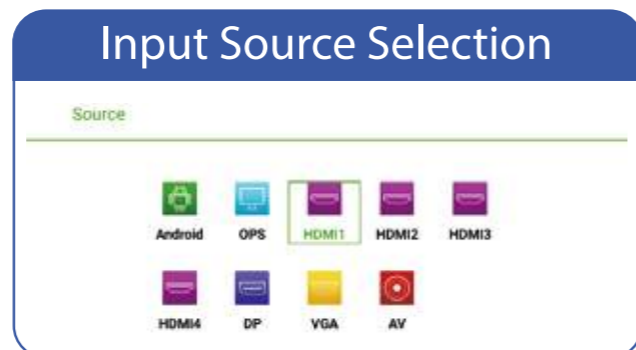 Input Source Selection
Source
Android OPS HDMI1 HDMI2 HDMI3
HDMI4 DP VGA AV